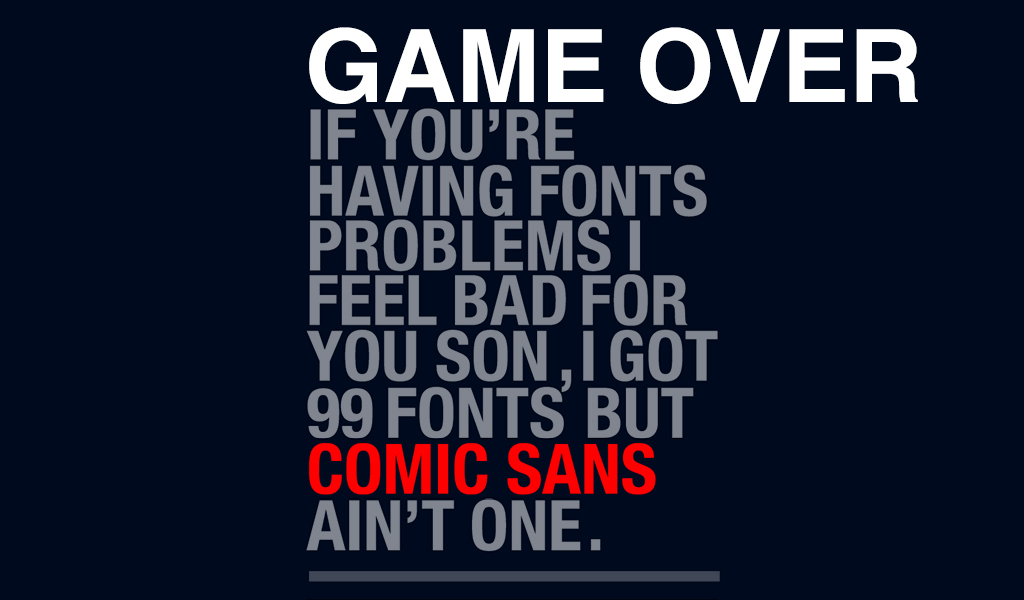 GAME OVER
IF YOU’RE
HAVING FONTS
PROBLEMS I
FEEL BAD FOR
YOU SON, I GOT
99 FONTS BUT
COMIC SANS
AIN’T ONE.